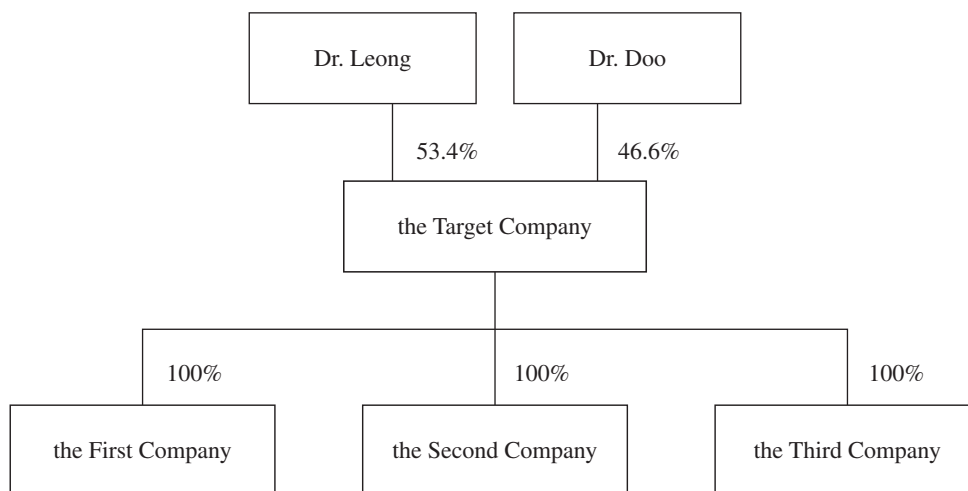 Dr. Leong
Dr. Doo
53.4%
46.6%
the Target Company
100%
100%
100%
the First Company
the Second Company
the Third Company